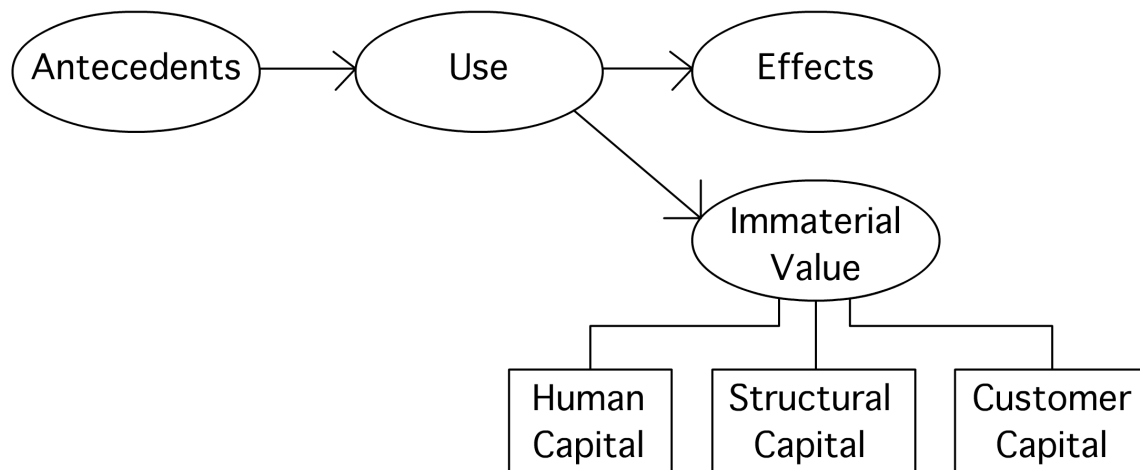 Antecedents
Use
Effects
Immaterial
Value
Human
Capital
Structural
Capital
Customer
Capital